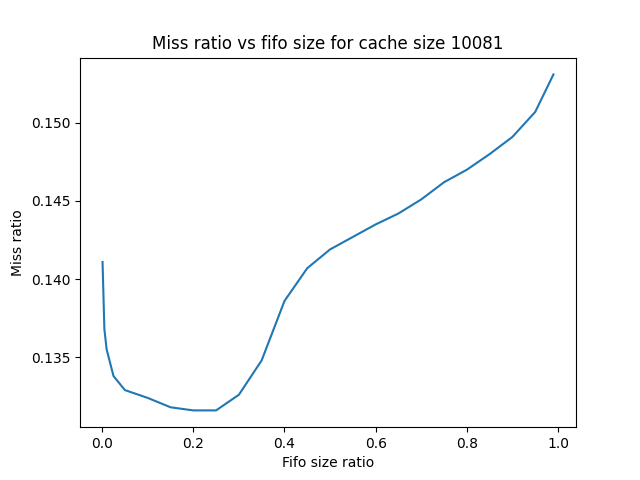 Miss ratio vs fifo size for cache size 10081
0.150
0.145
0.140
0.135
Miss ratio
0.0 0.2 0.4 0.6 0.8 1.0
Fifo size ratio